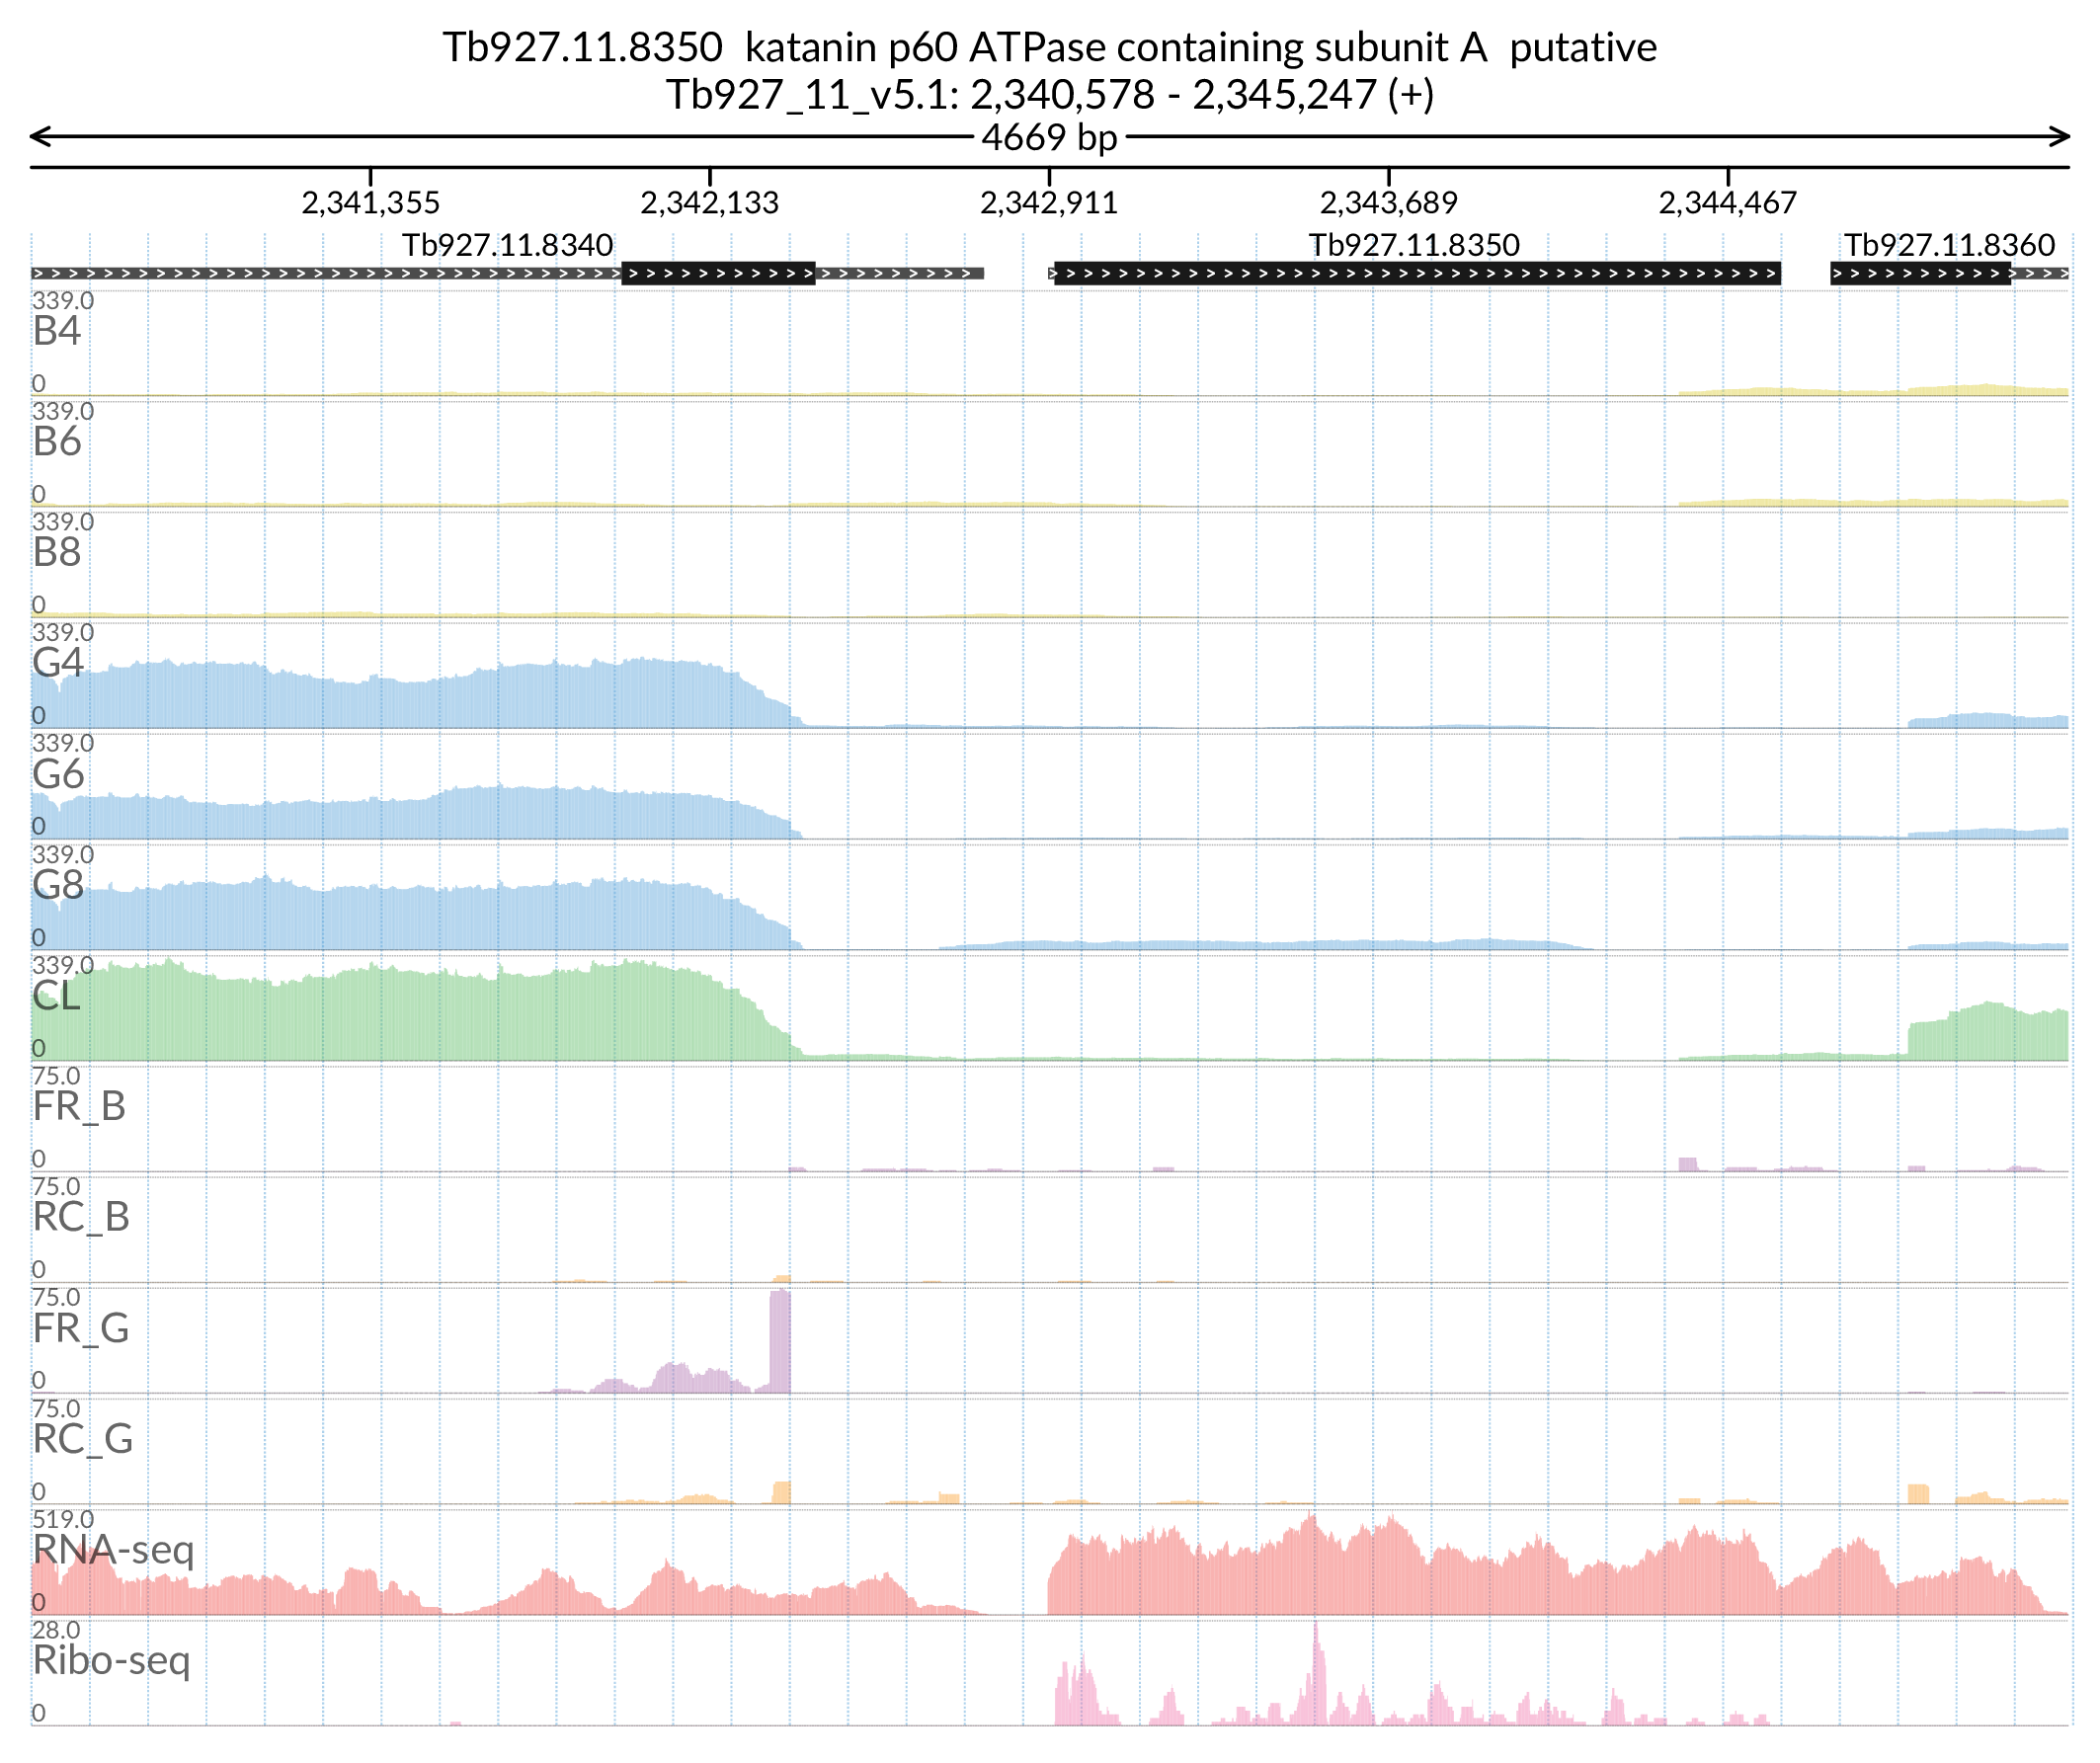 Tb927.11.8350 katanin p60 ATPase containing subunit A putative
Tb927_11_v5.1: 2,340,578 - 2,345,247 (+)
4669 bp
2,341,355 2,342,133 2,342,911 2,343,689 2,344,467
Tb927.11.8340 Tb927.11.8350 Tb927.11.8360
339.0
B4
0
339.0
B6
0
339.0
B8
0
339.0
G4
0
339.0
G6
0
339.0
G8
0
339.0
CL
0
75.0
FR_B
0
75.0
RC_B
0
75.0
FR_G
0
75.0
RC_G
0
519.0
RNA-seq
0
28.0
Ribo-seq
0